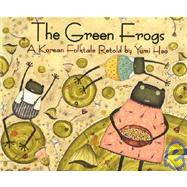 The Green Frogs
A Korean Folktale Retold by Yumi Heo